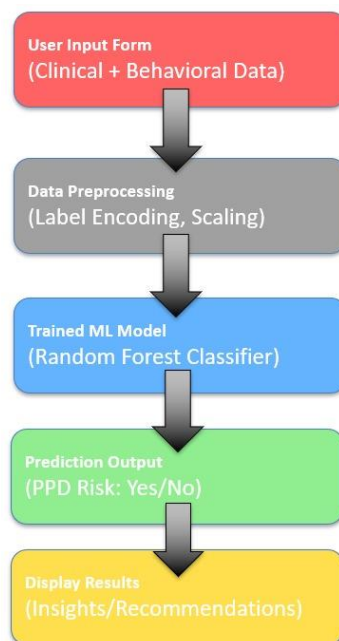 User Input Form
(Clinical + Behavioral Data)
Data Preprocessing
(Label Encoding, Scaling)
Trained ML Model
(Random Forest Classifier)
Prediction Output
(PPD Risk: Yes/No)
Display Results
(Insights/Recommendations)